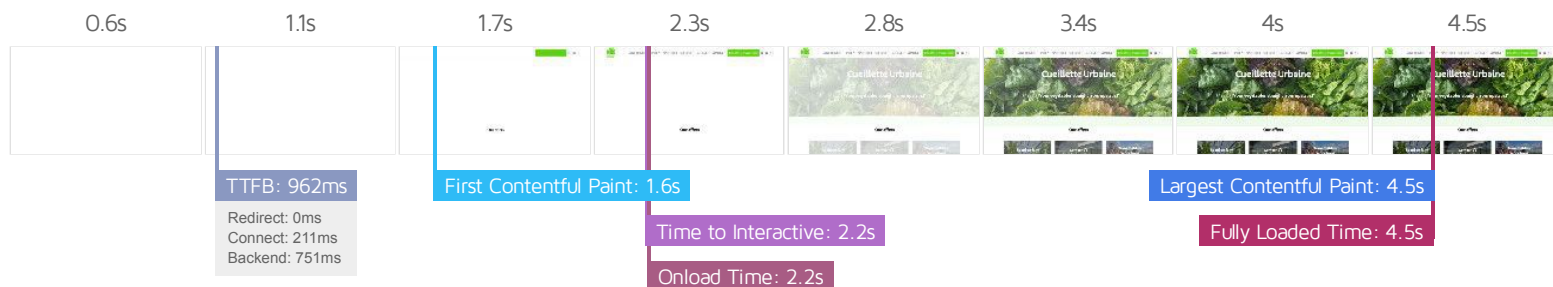 0.6s
1.1s
1.7s
2.3s
2.8s
3.4s
4s
4.5s
Cueillette Urbaine
Cueillette Urbaine
Cueillette Urbaine
Cueillette Urbaine
TTFB: 962ms
Redirect: 0ms
Connect: 211ms
Backend: 751ms
First Contentful Paint: 1.6s
Time to Interactive: 2.2s
Onload Time: 2.2s
Largest Contentful Paint: 4.5s
Fully Loaded Time: 4.5s